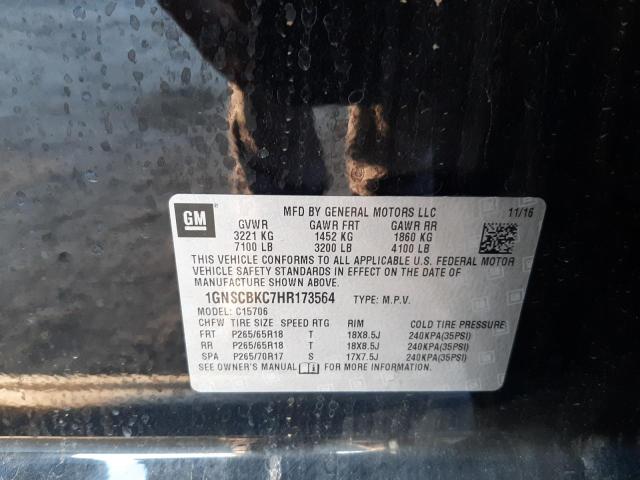 GM
MFD BY GENERAL MOTORS LLC 11/16
GVWR GAWR FRT GAWR RR
3221 KG 1452 KG 1860 KG
7100 LB 3200 LB 4100 LB
THIS VEHICLE CONFORMS TO ALL APPLICABLE U.S. FEDERAL MOTOR
VEHICLE SAFETY STANDARDS IN EFFECT ON THE DATE OF
MANUFACTURE SHOWN ABOVE.
1GNSCBKC7HR173564 TYPE: M.P.V.
MODEL: C15706
CHFW TIRE SIZE SPEED RTG RIM COLD TIRE PRESSURE
FRT P265/65R18 T 18X8.5J 240KPA(35PSI)
RR P265/65R18 T 18X8.5J 240KPA(35PSI)
SPA P265/70R17 S 17X7.5J 240KPA(35PSI)
SEE OWNER'S MANUAL FOR MORE INFORMATION.